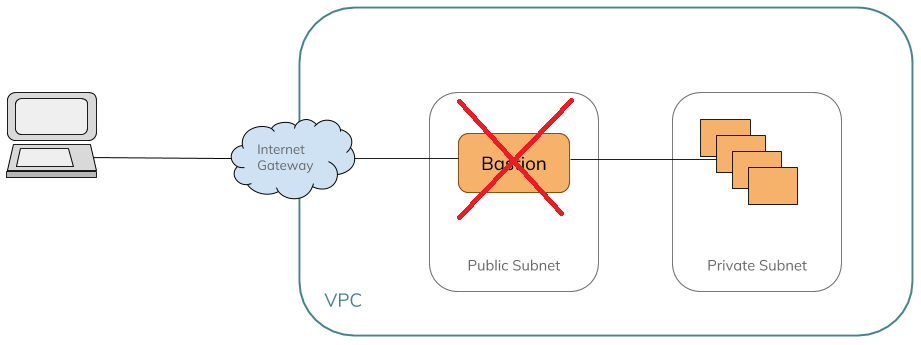 Internet
Gateway
Bastion
Public Subnet
Private Subnet
VPC